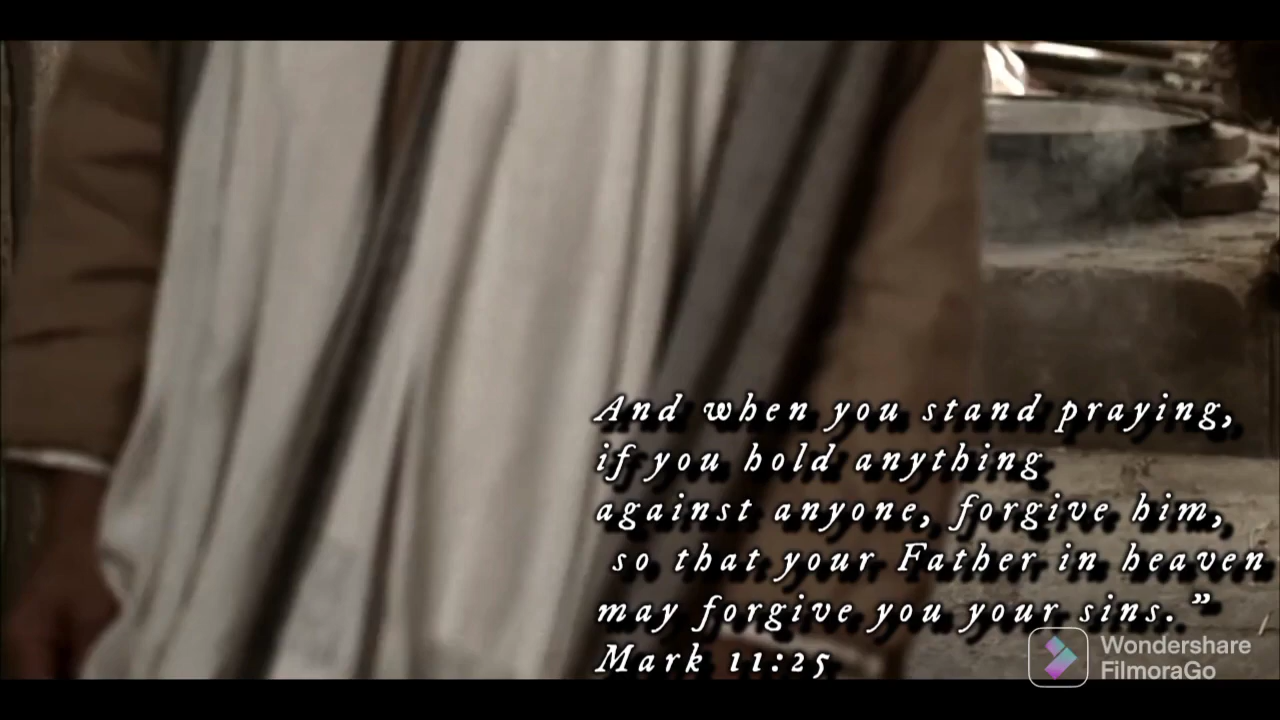 And when you stand praying,
if you hold anything
against anyone, forgive him,
so that your Father in heaven
may forgive you your sins.”
Mark 11:25
Wondershare
FilmoraGo